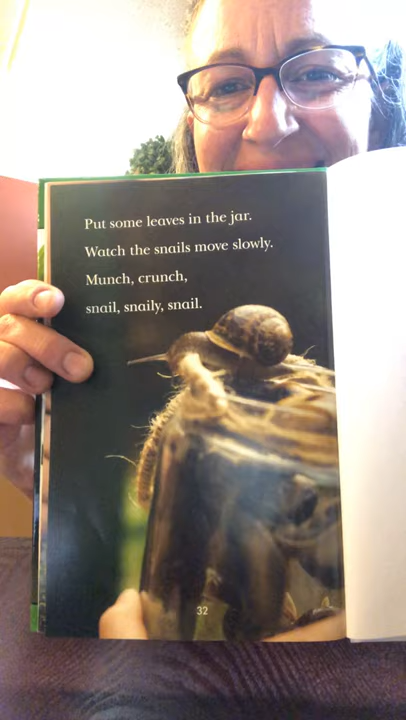 Put some leaves in the jar.
Watch the snails move slowly.
Munch, crunch,
snail, snaily, snail.
32